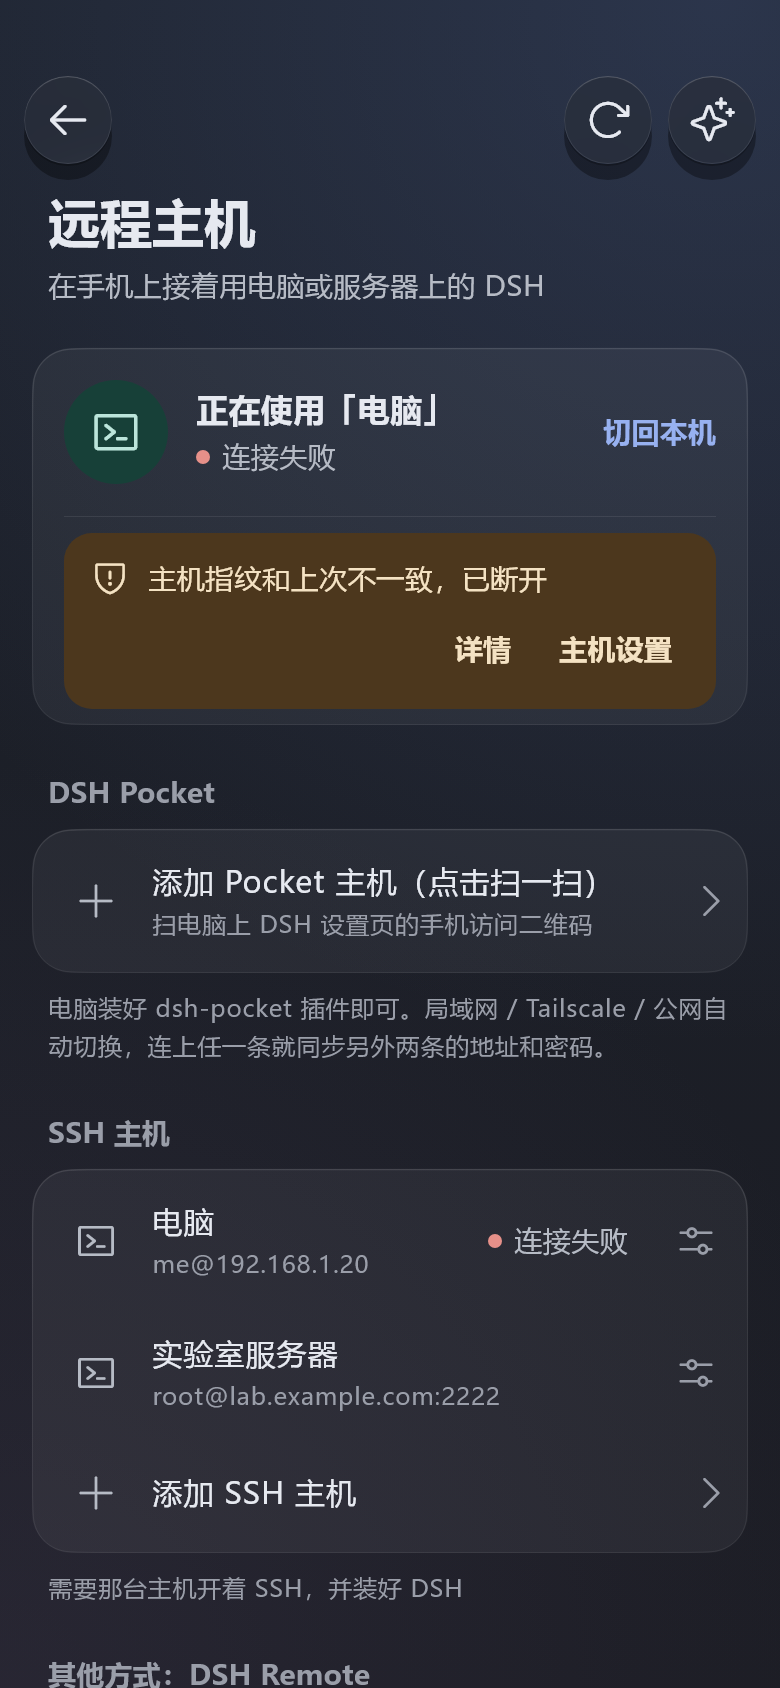 远程主机
在手机上接着用电脑或服务器上的 DSH
正在使用「电脑」
连接失败
切回本机
主机指纹和上次不一致，已断开
详情
主机设置
DSH Pocket
添加 Pocket 主机（点击扫一扫）
扫电脑上 DSH 设置页的手机访问二维码
电脑装好 dsh-pocket 插件即可。局域网 / Tailscale / 公网自
动切换，连上任一条就同步另外两条的地址和密码。
SSH 主机
电脑
me@192.168.1.20
连接失败
实验室服务器
root@lab.example.com:2222
添加 SSH 主机
需要那台主机开着 SSH，并装好 DSH
其他方式：DSH Remote